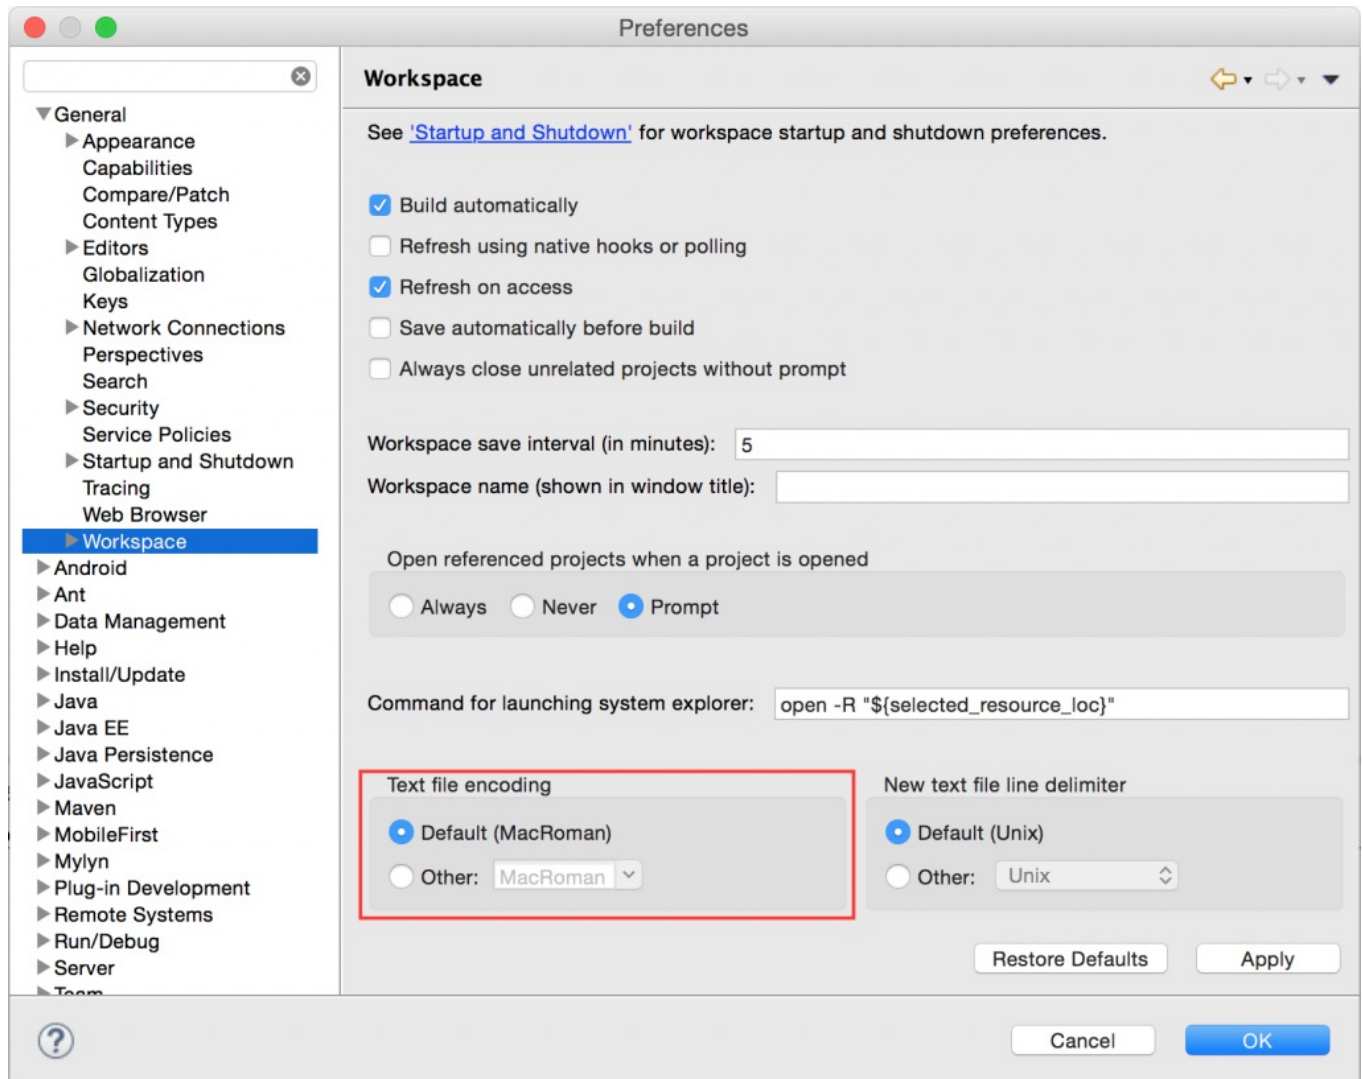 Preferences
General
Appearance
Capabilities
Compare/Patch
Content Types
Editors
Globalization
Keys
Network Connections
Perspectives
Search
Security
Service Policies
Startup and Shutdown
Tracing
Web Browser
Workspace
Android
Ant
Data Management
Help
Install/Update
Java
Java EE
Java Persistence
JavaScript
Maven
MobileFirst
Mylyn
Plug-in Development
Remote Systems
Run/Debug
Server
Team
Workspace
See 'Startup and Shutdown' for workspace startup and shutdown preferences.
Build automatically
Refresh using native hooks or polling
Refresh on access
Save automatically before build
Always close unrelated projects without prompt
Workspace save interval (in minutes): 5
Workspace name (shown in window title):
Open referenced projects when a project is opened
Always Never Prompt
Command for launching system explorer: open -R "${selected_resource_loc}"
Text file encoding
Default (MacRoman)
Other: MacRoman
New text file line delimiter
Default (Unix)
Other: Unix
Restore Defaults Apply
? Cancel OK